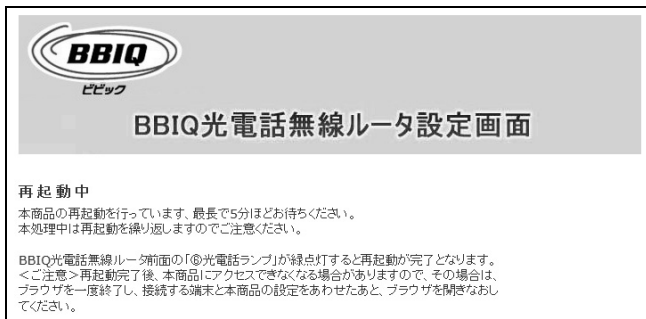 BBIQ
ビビック
BBIQ光電話無線ルータ設定画面
再起動中
本商品の再起動を行っています、最長で5分ほどお待ちください。
本処理中は再起動を繰り返しますのでご注意ください。
BBIQ光電話無線ルータ前面の「⑥光電話ランプ」が緑点灯すると再起動が完了となります。
<ご注意>再起動完了後、本商品にアクセスできなくなる場合がありますので、その場合は、
ブラウザを一度終了し、接続する端末と本商品の設定をあわせたあと、ブラウザを開きなおし
てください。